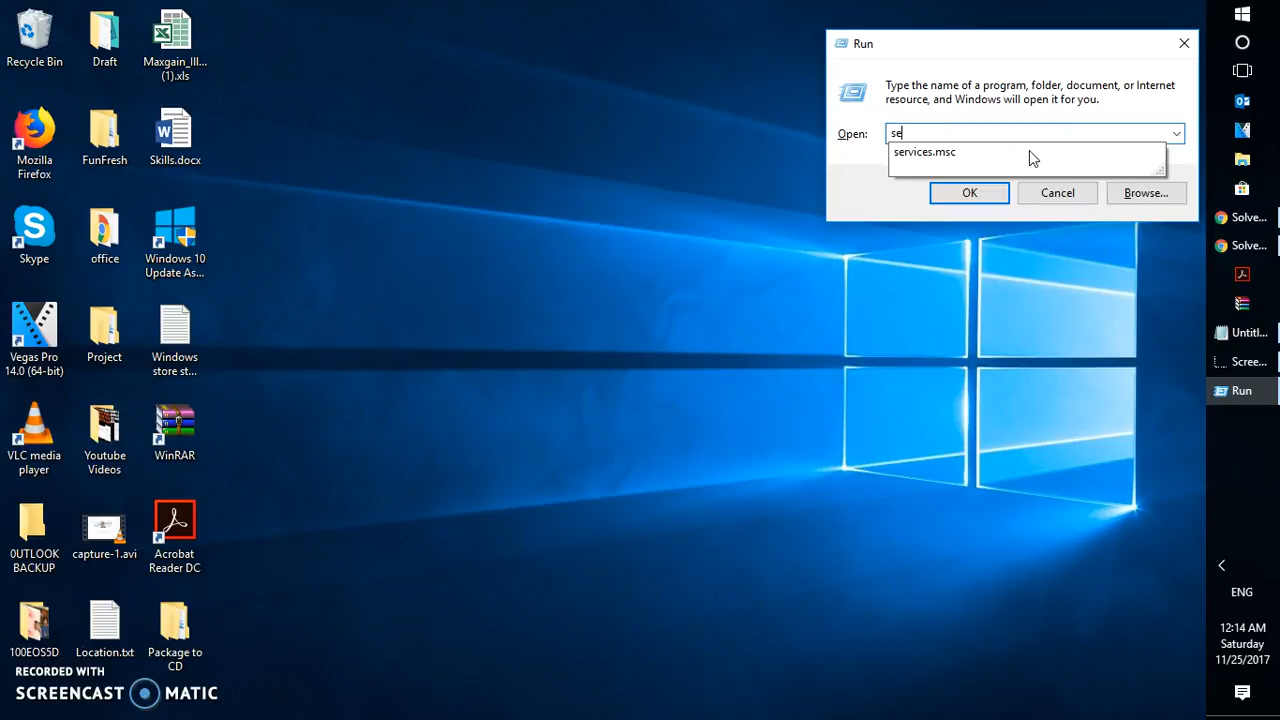 Recycle Bin
Draft
Maxgain_III...
(1).xls
Mozilla
Firefox
FunFresh
Skills.docx
Skype
office
Windows 10
Update As...
Vegas Pro
14.0 (64-bit)
Project
Windows
store st...
VLC media
player
Youtube
Videos
WinRAR
0UTLOOK
BACKUP
capture-1.avi
Acrobat
Reader DC
100EOS5D
Location.txt
Package to
CD
RECORDED WITH
SCREENCAST MATIC
Run
Type the name of a program, folder, document, or Internet
resource, and Windows will open it for you.
Open:
se
services.msc
OK
Cancel
Browse...
Solve...
Solve...
Untitl...
Scree...
Run
ENG
12:14 AM
Saturday
11/25/2017